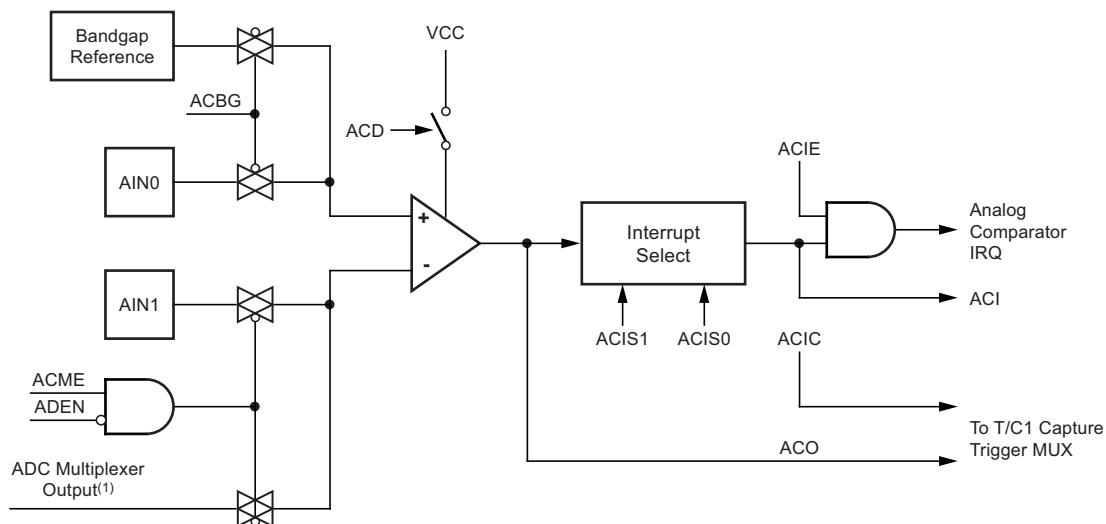 Bandgap
Reference
VCC
ACBG
ACD
ACIE
AIN0
+
Analog
Comparator
IRQ
Interrupt
Select
-
AIN1
ACI
ACIS1
ACIS0
ACIC
ACME
ADEN
To T/C1 Capture
Trigger MUX
ACO
ADC Multiplexer
Output(1)